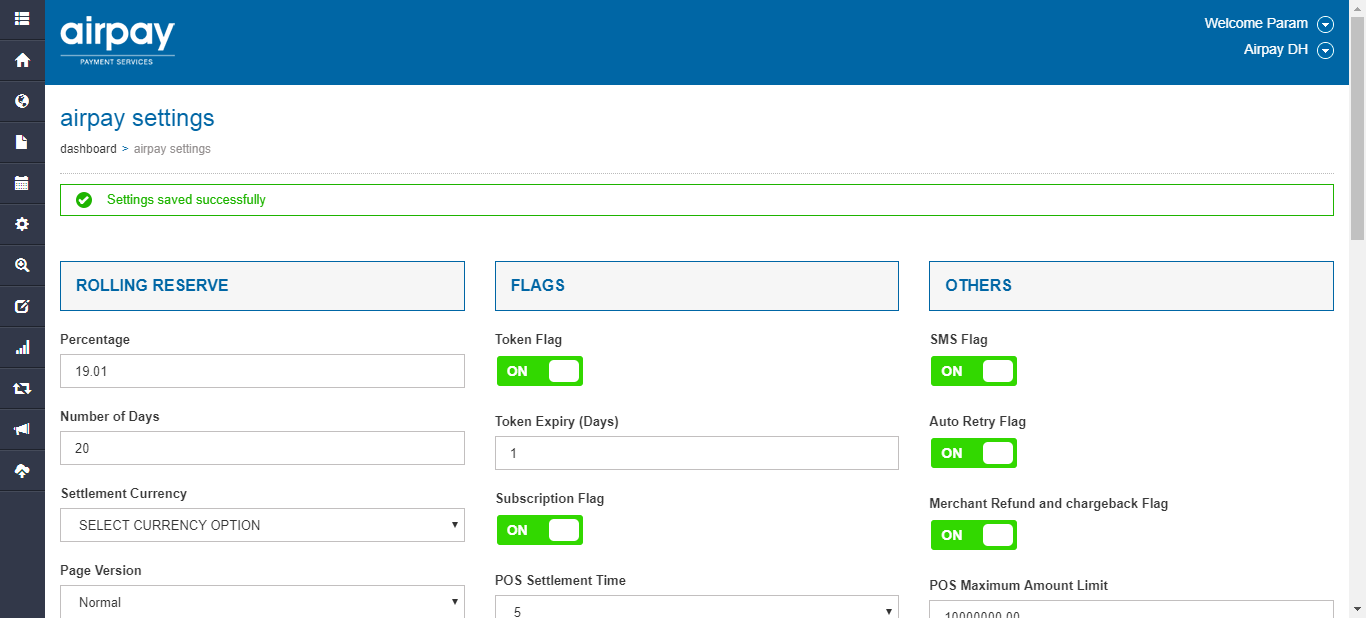 airpay
PAYMENT SERVICES
Welcome Param
Airpay DH
airpay settings
dashboard > airpay settings
Settings saved successfully
ROLLING RESERVE
Percentage
19.01
Number of Days
20
Settlement Currency
SELECT CURRENCY OPTION
Page Version
Normal
FLAGS
Token Flag
ON
Token Expiry (Days)
1
Subscription Flag
ON
POS Settlement Time
5
OTHERS
SMS Flag
ON
Auto Retry Flag
ON
Merchant Refund and chargeback Flag
ON
POS Maximum Amount Limit
10000000.00